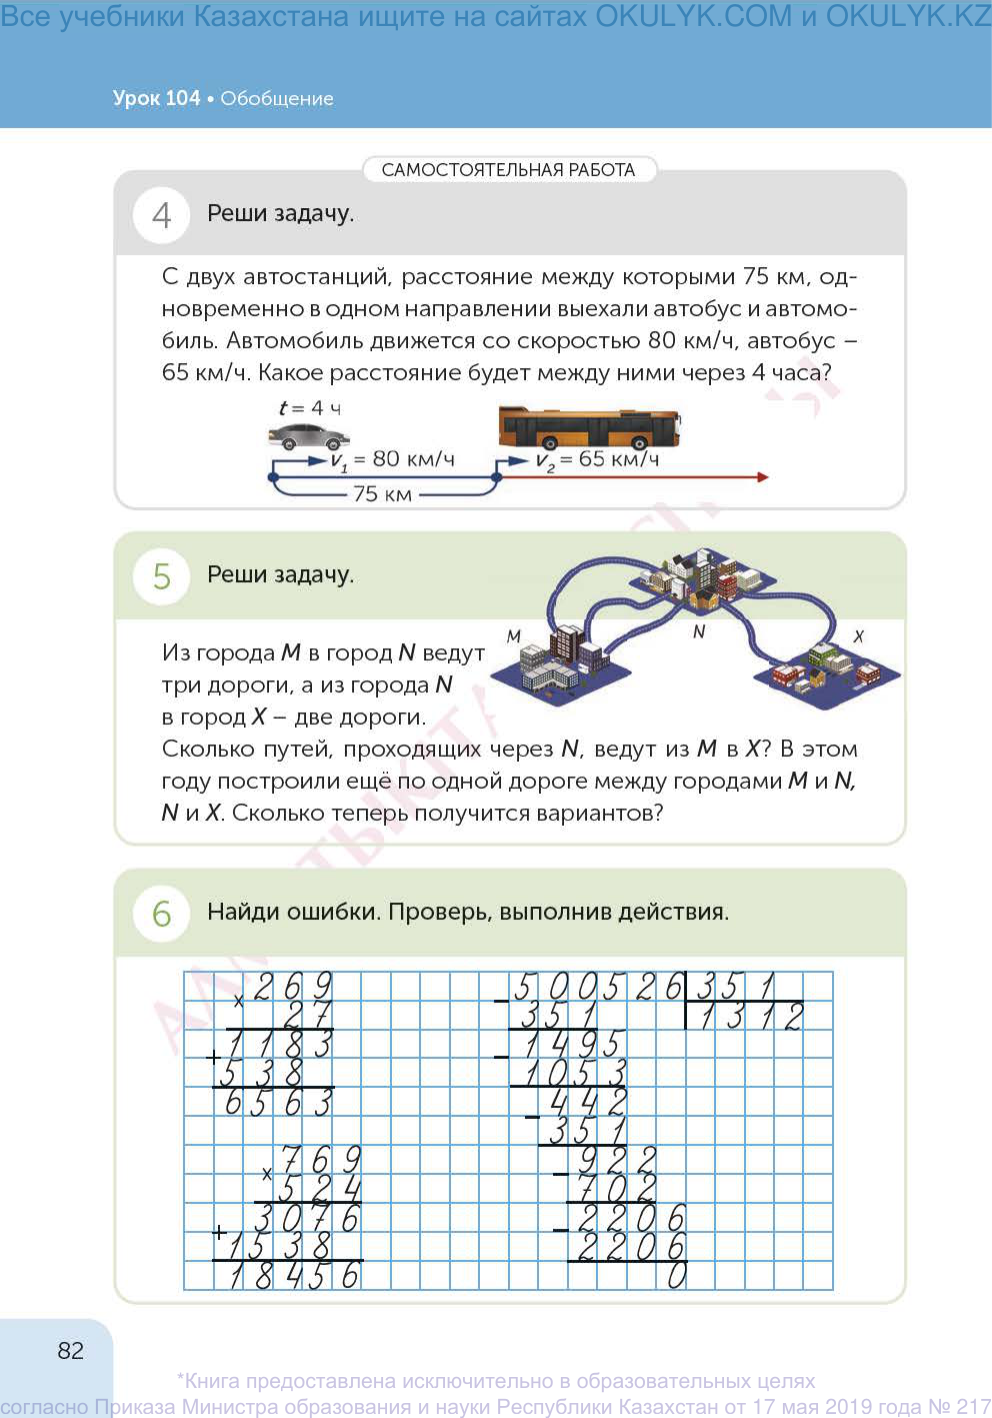 Все учебники Казахстана ищите на сайтах OKULYK.COM и OKULYK.KZ
Урок 104 • Обобщение
САМОСТОЯТЕЛЬНАЯ РАБОТА
4 Реши задачу.
С двух автостанций, расстояние между которыми 75 км, од-
новременно в одном направлении выехали автобус и автомо-
биль. Автомобиль движется со скоростью 80 км/ч, автобус –
65 км/ч. Какое расстояние будет между ними через 4 часа?
t = 4 ч
v₁ = 80 км/ч v₂ = 65 км/ч
75 км
5 Реши задачу.
M N X
Из города M в город N ведут
три дороги, а из города N
в город X – две дороги.
Сколько путей, проходящих через N, ведут из M в X? В этом
году построили ещё по одной дороге между городами M и N,
N и X. Сколько теперь получится вариантов?
6 Найди ошибки. Проверь, выполнив действия.
× 269
27
+ 1183
538
6563
× 769
524
+ 3076
1538
18456
– 500526 | 351
351 1312
– 1495
1053
– 442
351
– 922
702
– 2206
2206
0
82
*Книга предоставлена исключительно в образовательных целях
согласно Приказа Министра образования и науки Республики Казахстан от 17 мая 2019 года № 217